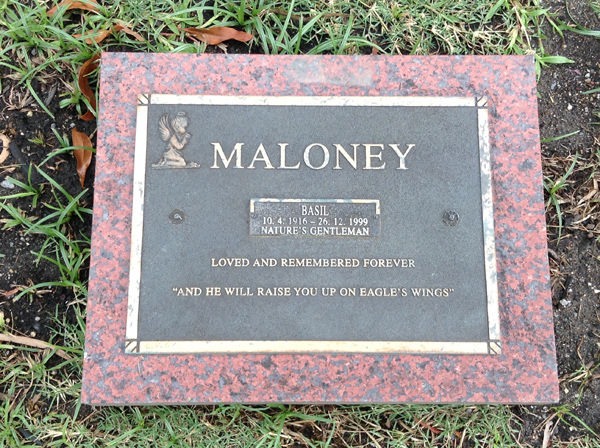 MALONEY
BASIL
10. 4. 1916 - 26. 12. 1999
NATURE'S GENTLEMAN
LOVED AND REMEMBERED FOREVER
"AND HE WILL RAISE YOU UP ON EAGLE'S WINGS"